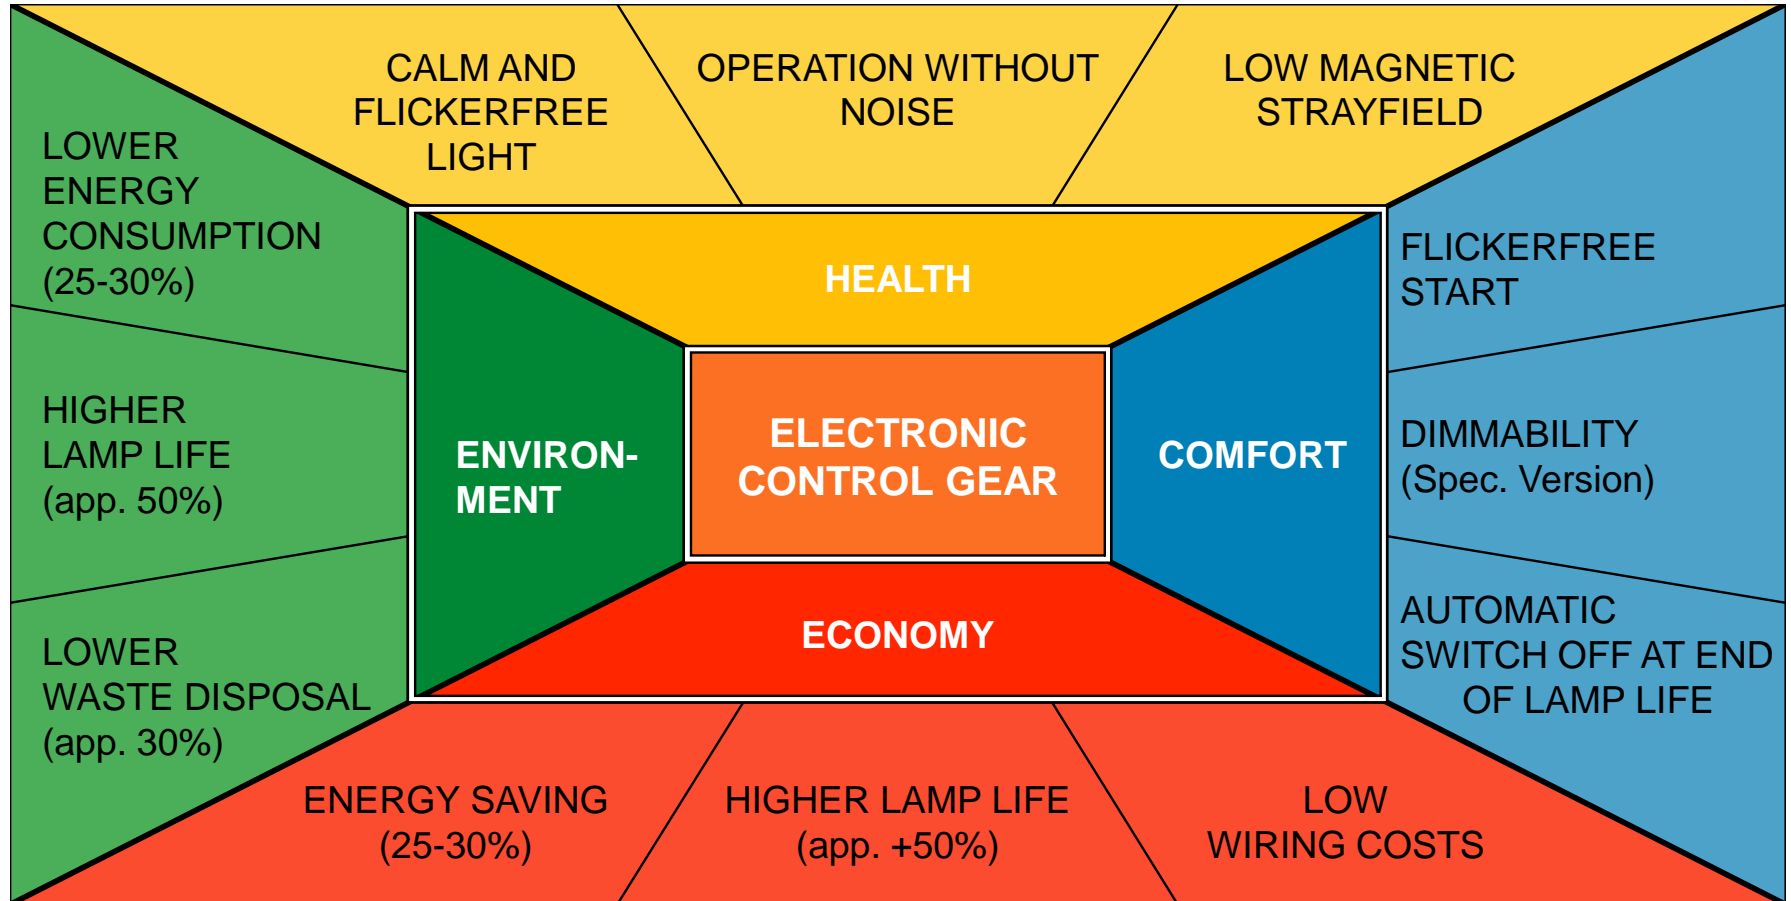 CALM AND
FLICKERFREE
LIGHT
OPERATION WITHOUT
NOISE
LOW MAGNETIC
STRAYFIELD
LOWER
ENERGY
CONSUMPTION
(25-30%)
HIGHER
LAMP LIFE
(app. 50%)
LOWER
WASTE DISPOSAL
(app. 30%)
HEALTH
ENVIRON-
MENT
ELECTRONIC
CONTROL GEAR
COMFORT
ECONOMY
FLICKERFREE
START
DIMMABILITY
(Spec. Version)
AUTOMATIC
SWITCH OFF AT END
OF LAMP LIFE
ENERGY SAVING
(25-30%)
HIGHER LAMP LIFE
(app. +50%)
LOW
WIRING COSTS